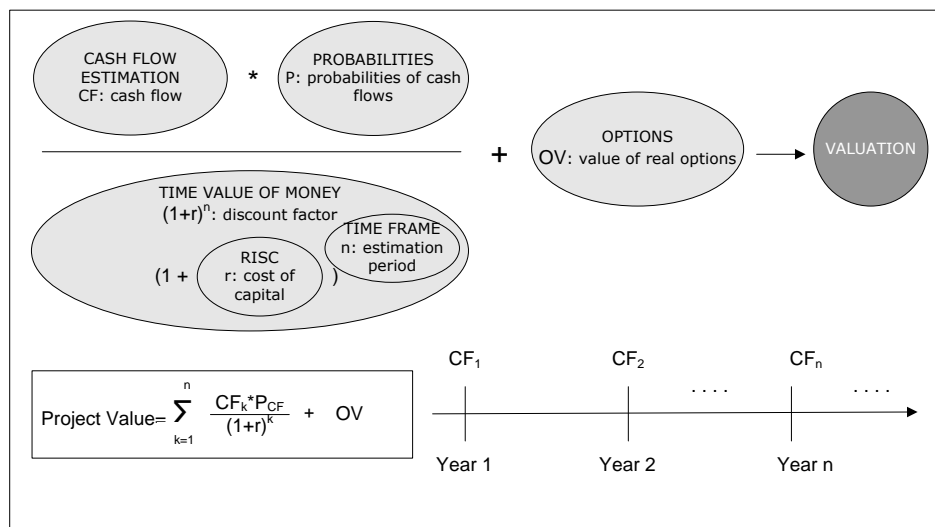 CASH FLOW
ESTIMATION
CF: cash flow
*
PROBABILITIES
P: probabilities of cash
flows
+
OPTIONS
OV: value of real options
VALUATION
TIME VALUE OF MONEY
(1+r)^n: discount factor
TIME FRAME
n: estimation
period
(1 +
RISC
r: cost of
capital
)
Project Value= n ∑ k=1 CF_k*P_CF / (1+r)^k + OV
CF₁ CF₂ CFₙ
.... ....
Year 1 Year 2 Year n